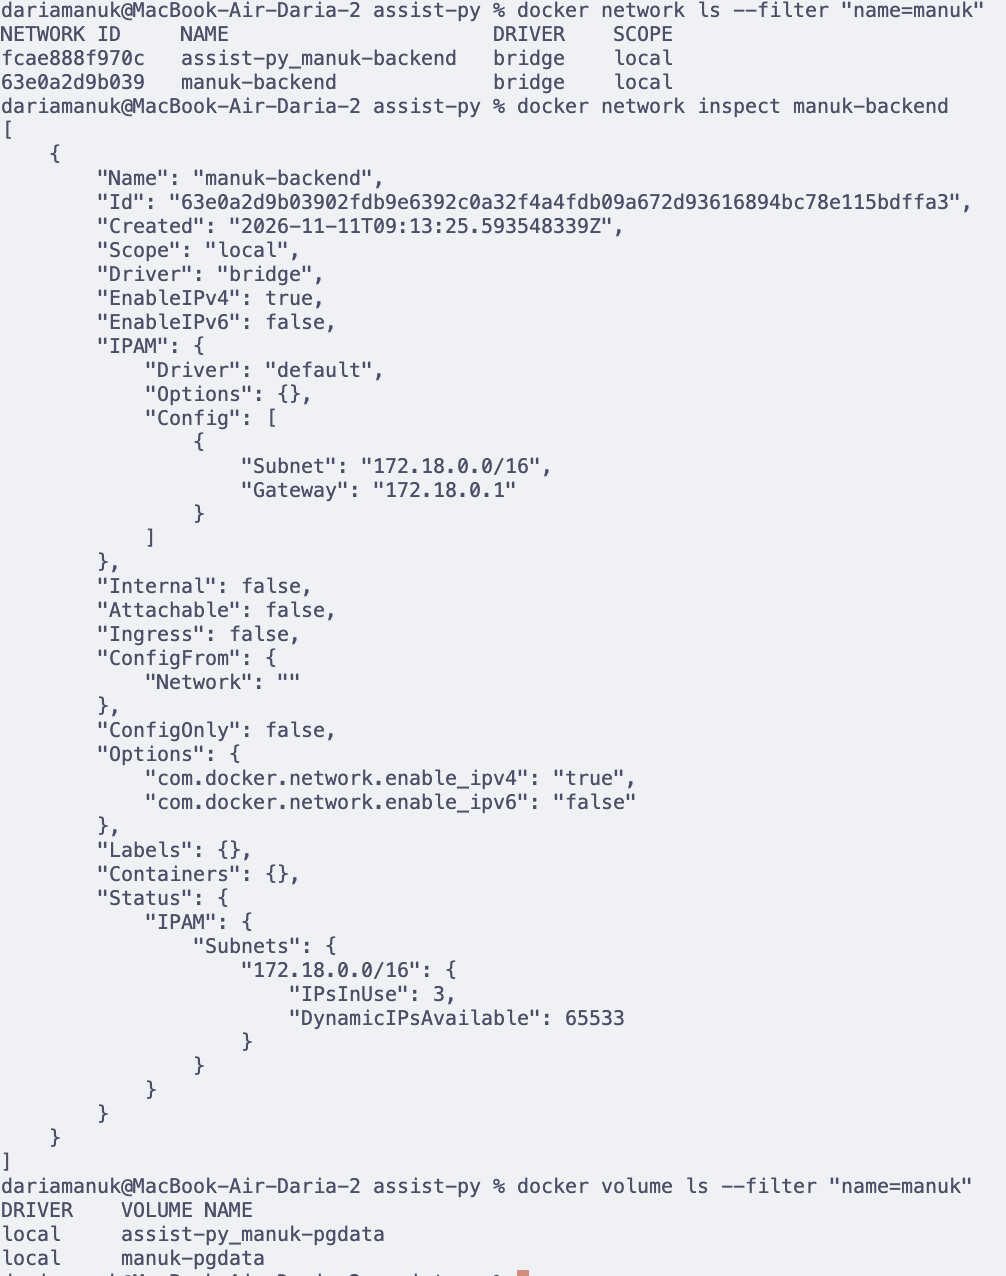 dariamanuk@MacBook-Air-Daria-2 assist-py % docker network ls --filter "name=manuk"
NETWORK ID     NAME                      DRIVER    SCOPE
fcae888f970c   assist-py_manuk-backend   bridge    local
63e0a2d9b039   manuk-backend             bridge    local
dariamanuk@MacBook-Air-Daria-2 assist-py % docker network inspect manuk-backend
[
    {
        "Name": "manuk-backend",
        "Id": "63e0a2d9b03902fdb9e6392c0a32f4a4fdb09a672d93616894bc78e115bdffa3",
        "Created": "2026-11-11T09:13:25.593548339Z",
        "Scope": "local",
        "Driver": "bridge",
        "EnableIPv4": true,
        "EnableIPv6": false,
        "IPAM": {
            "Driver": "default",
            "Options": {},
            "Config": [
                {
                    "Subnet": "172.18.0.0/16",
                    "Gateway": "172.18.0.1"
                }
            ]
        },
        "Internal": false,
        "Attachable": false,
        "Ingress": false,
        "ConfigFrom": {
            "Network": ""
        },
        "ConfigOnly": false,
        "Options": {
            "com.docker.network.enable_ipv4": "true",
            "com.docker.network.enable_ipv6": "false"
        },
        "Labels": {},
        "Containers": {},
        "Status": {
            "IPAM": {
                "Subnets": {
                    "172.18.0.0/16": {
                        "IPsInUse": 3,
                        "DynamicIPsAvailable": 65533
                    }
                }
            }
        }
    }
]
dariamanuk@MacBook-Air-Daria-2 assist-py % docker volume ls --filter "name=manuk"
DRIVER    VOLUME NAME
local     assist-py_manuk-pgdata
local     manuk-pgdata